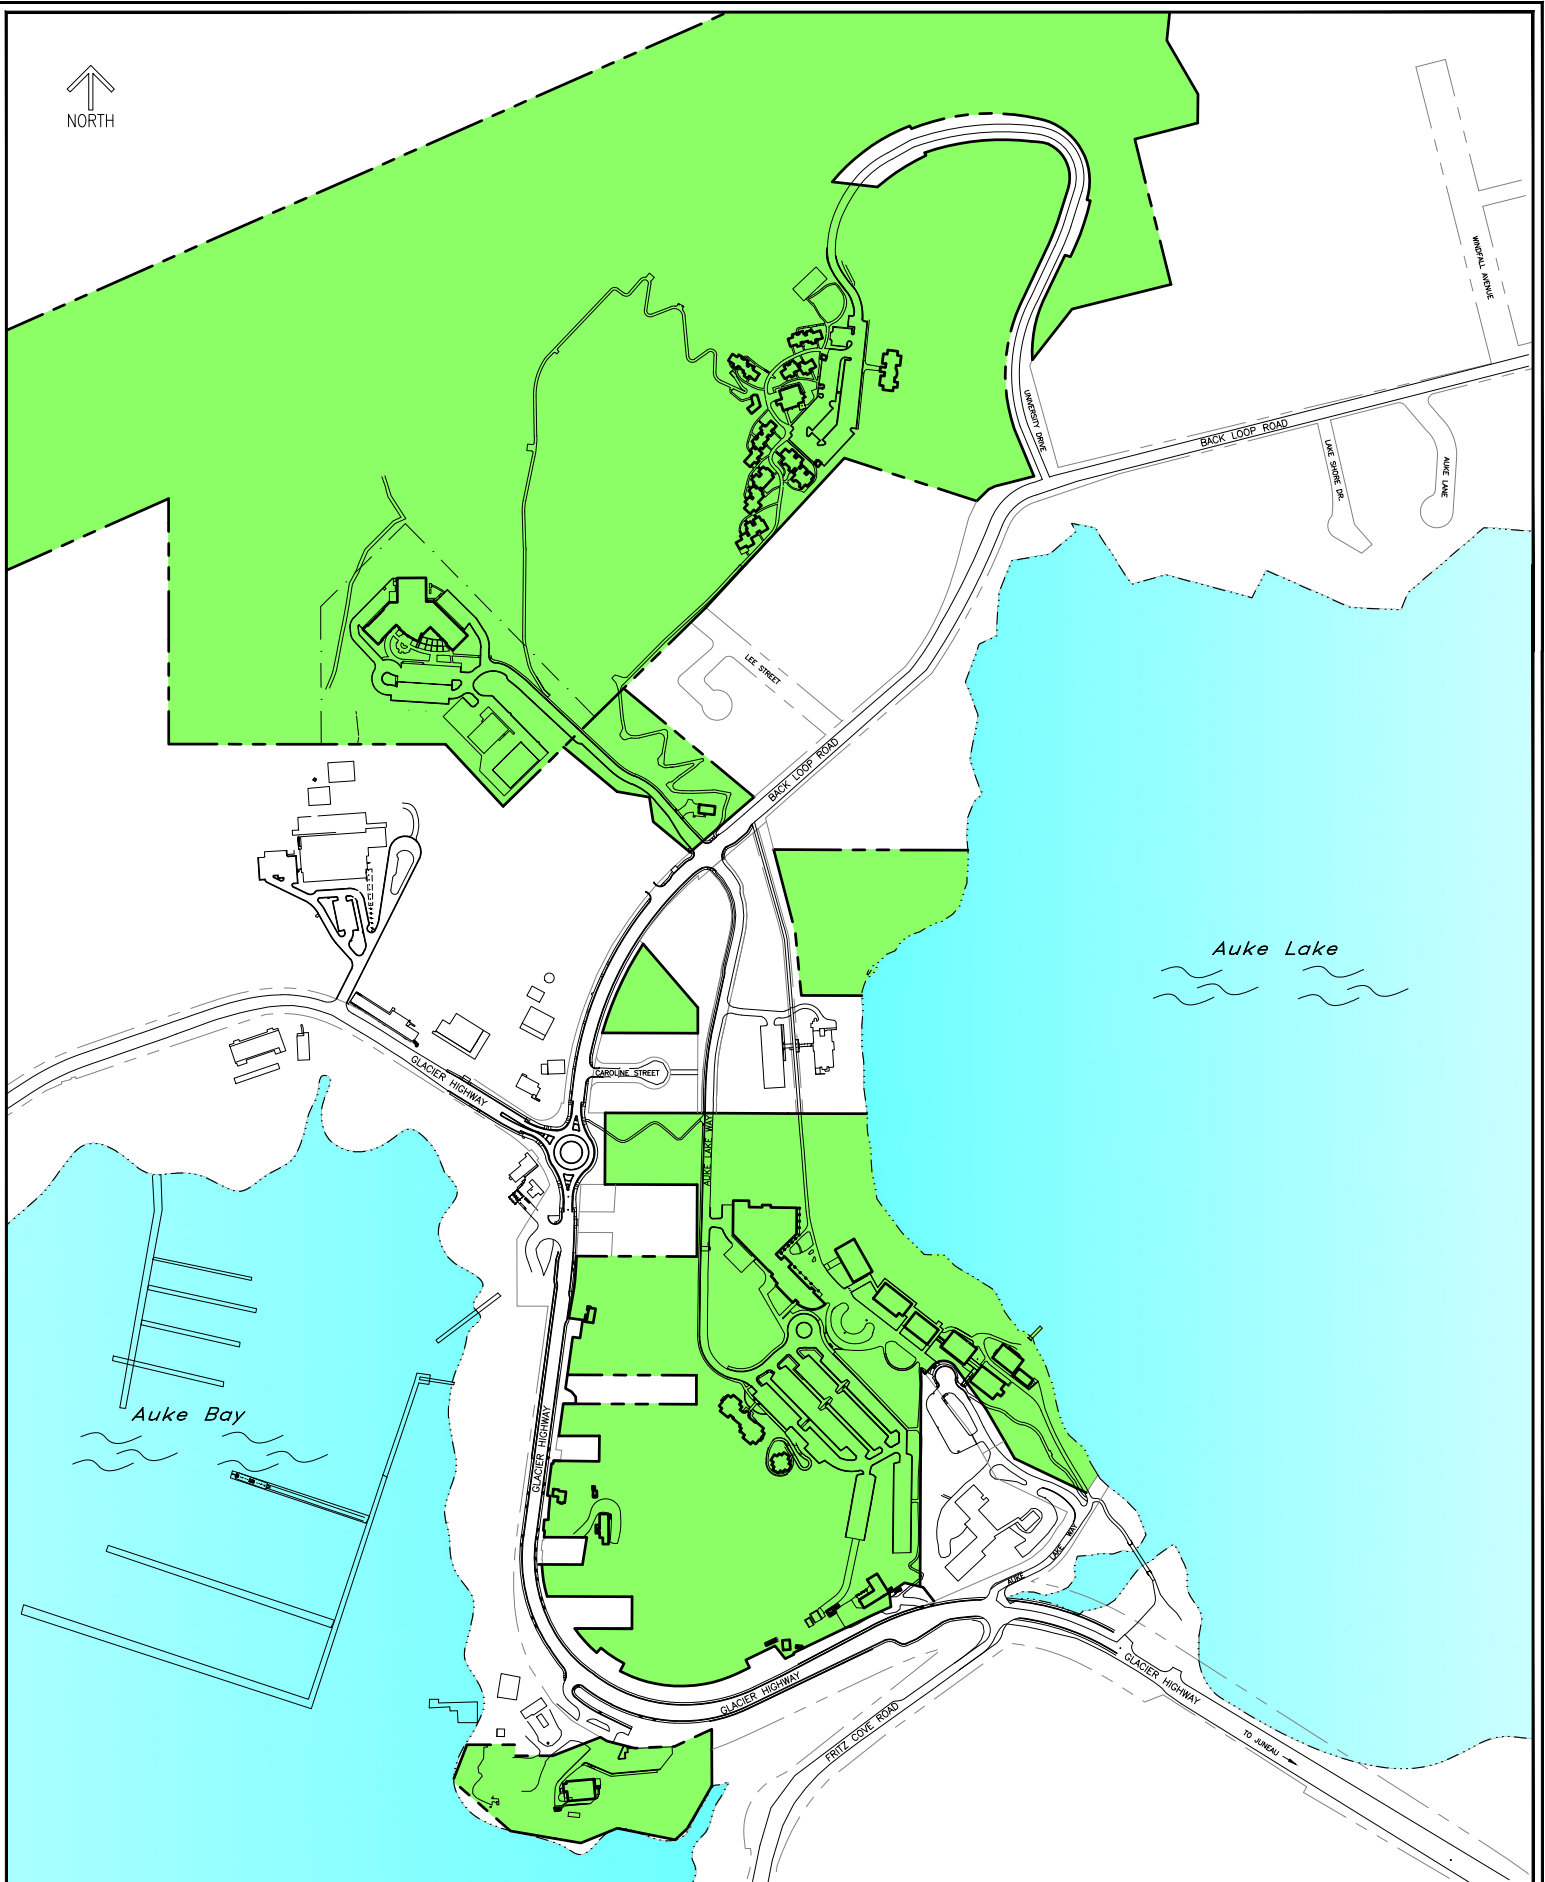 NORTH
WINDFALL AVENUE
UNIVERSITY DRIVE
BACK LOOP ROAD
LAKE SHORE DR.
AUKE LANE
LEE STREET
BACK LOOP ROAD
Auke Lake
GLACIER HIGHWAY
CAROLINE STREET
AUKE LAKE WAY
Auke Bay
GLACIER HIGHWAY
AUKE LAKE WAY
GLACIER HIGHWAY
GLACIER HIGHWAY
FRITZ COVE ROAD
TO JUNEAU